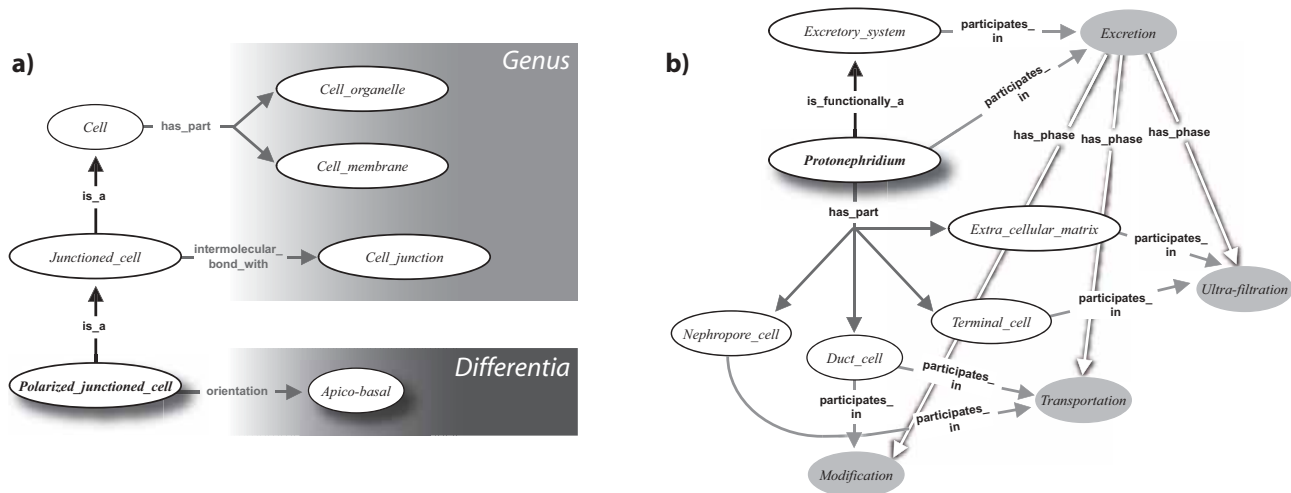 a)
Genus
Cell_organelle
Cell
has_part
Cell_membrane
is_a
Junctioned_cell
intermolecular_
bond_with
Cell_junction
is_a
Differentia
Polarized_junctioned_cell
orientation
Apico-basal
b)
Excretory_system
participates_
in
Excretion
is_functionally_a
participates_
in
Protonephridium
has_phase
has_phase
has_phase
has_part
Extra_cellular_matrix
participates_
in
Ultra-filtration
Nephropore_cell
Terminal_cell
participates_
in
Duct_cell
participates_
in
Transportation
participates_
in
participates_
in
Modification